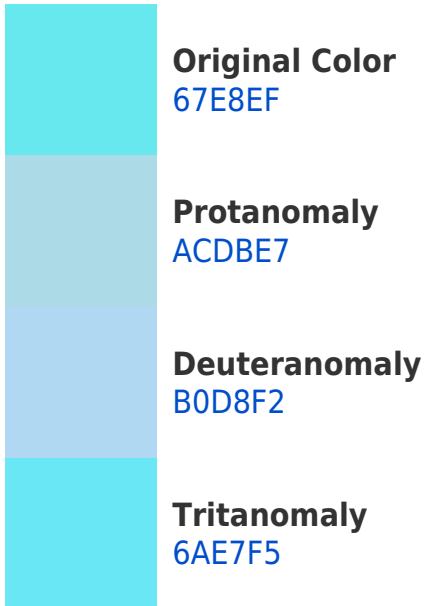 Original Color
67E8EF
Protanomaly
ACDBE7
Deuteranomaly
B0D8F2
Tritanomaly
6AE7F5